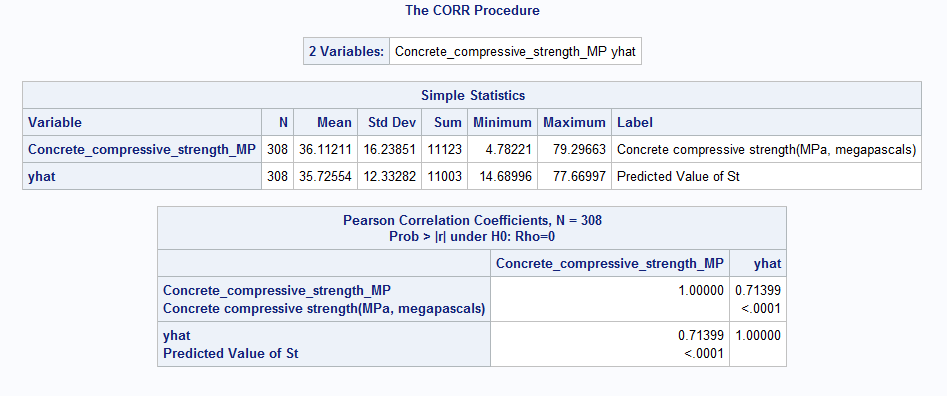 The CORR Procedure
2 Variables: Concrete_compressive_strength_MP yhat
Simple Statistics
Variable N Mean Std Dev Sum Minimum Maximum Label
Concrete_compressive_strength_MP 308 36.11211 16.23851 11123 4.78221 79.29663 Concrete compressive strength(MPa, megapascals)
yhat 308 35.72554 12.33282 11003 14.68996 77.66997 Predicted Value of St
Pearson Correlation Coefficients, N = 308
Prob > |r| under H0: Rho=0
Concrete_compressive_strength_MP yhat
Concrete_compressive_strength_MP 1.00000 0.71399
Concrete compressive strength(MPa, megapascals) <.0001
yhat 0.71399 1.00000
Predicted Value of St <.0001